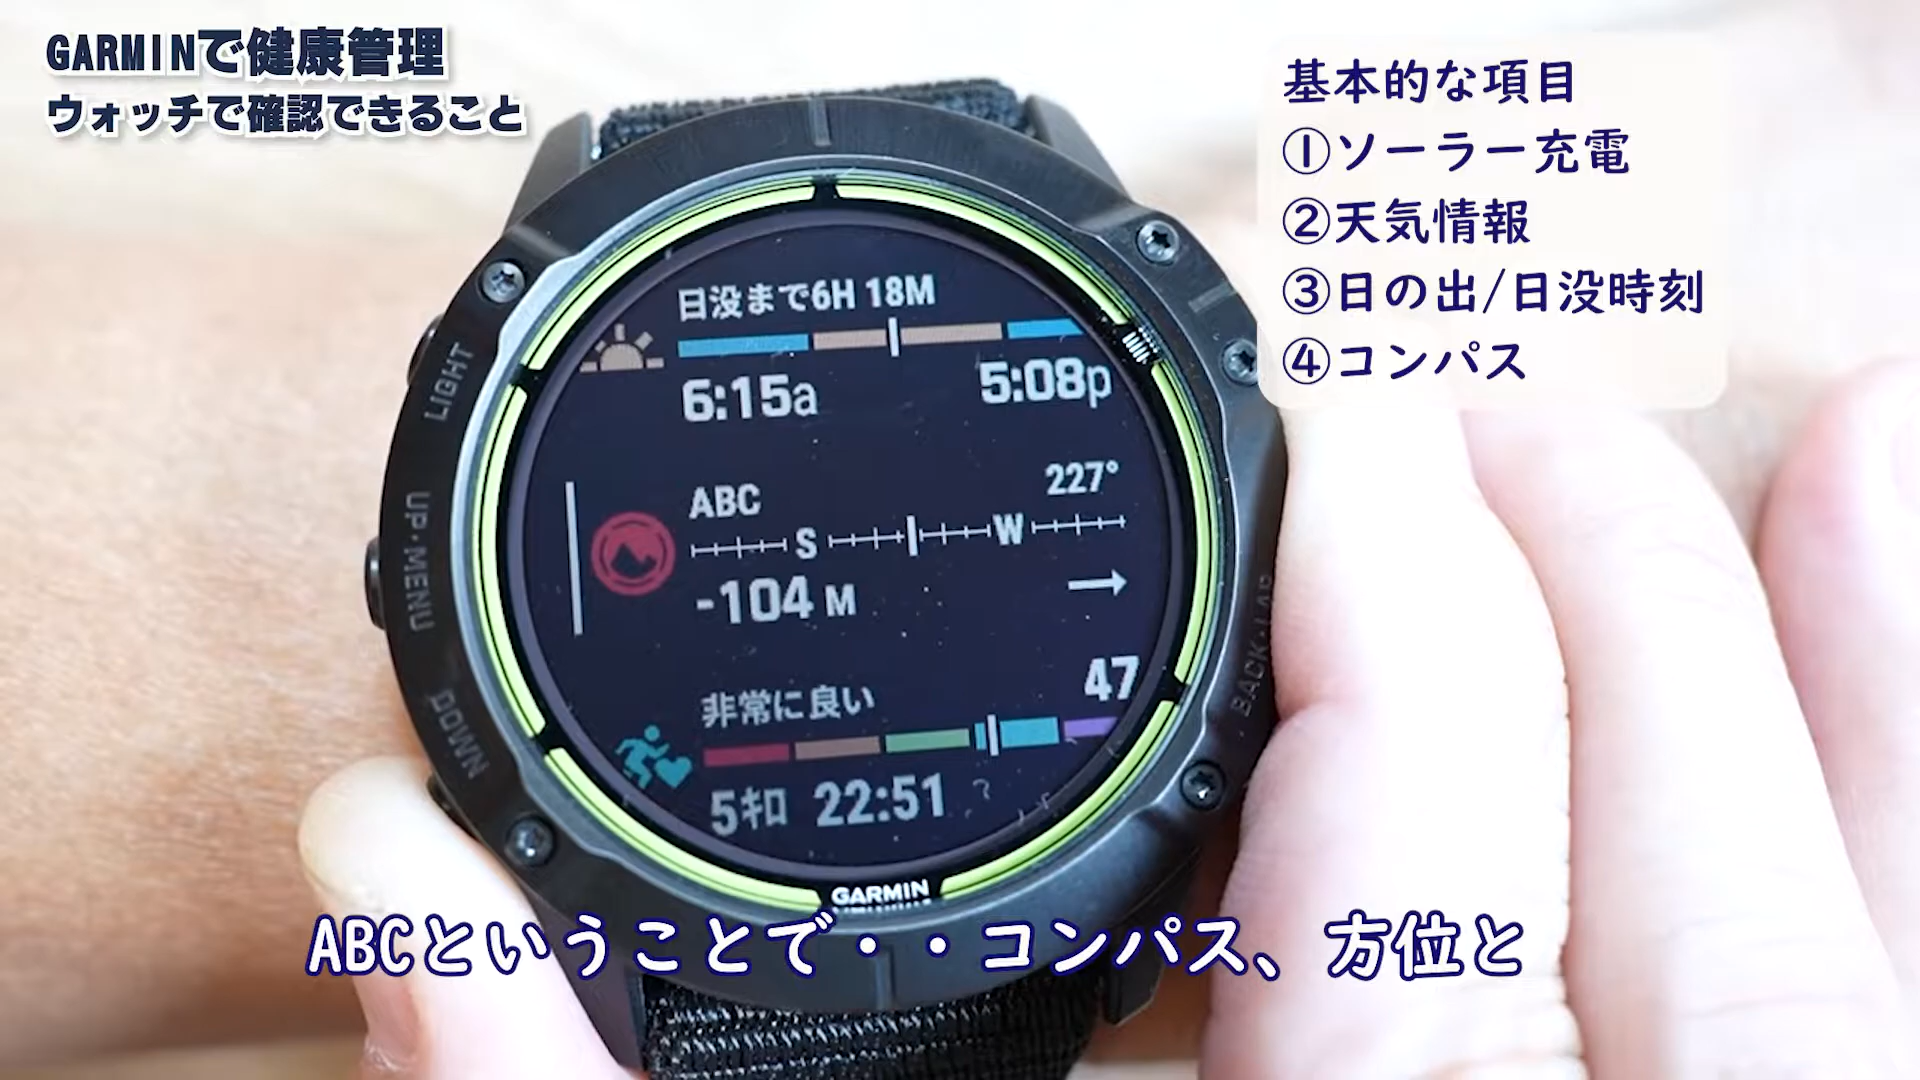 GARMINで健康管理
ウォッチで確認できること
基本的な項目
①ソーラー充電
②天気情報
③日の出/日没時刻
④コンパス
日没まで6H 18M
6:15a
5:08p
LIGHT
UP·MENU
DOWN
BACK·LAP
ABC
227°
S
W
-104 M
非常に良い
47
5キロ 22:51
GARMIN
ABCということで・・コンパス、方位と